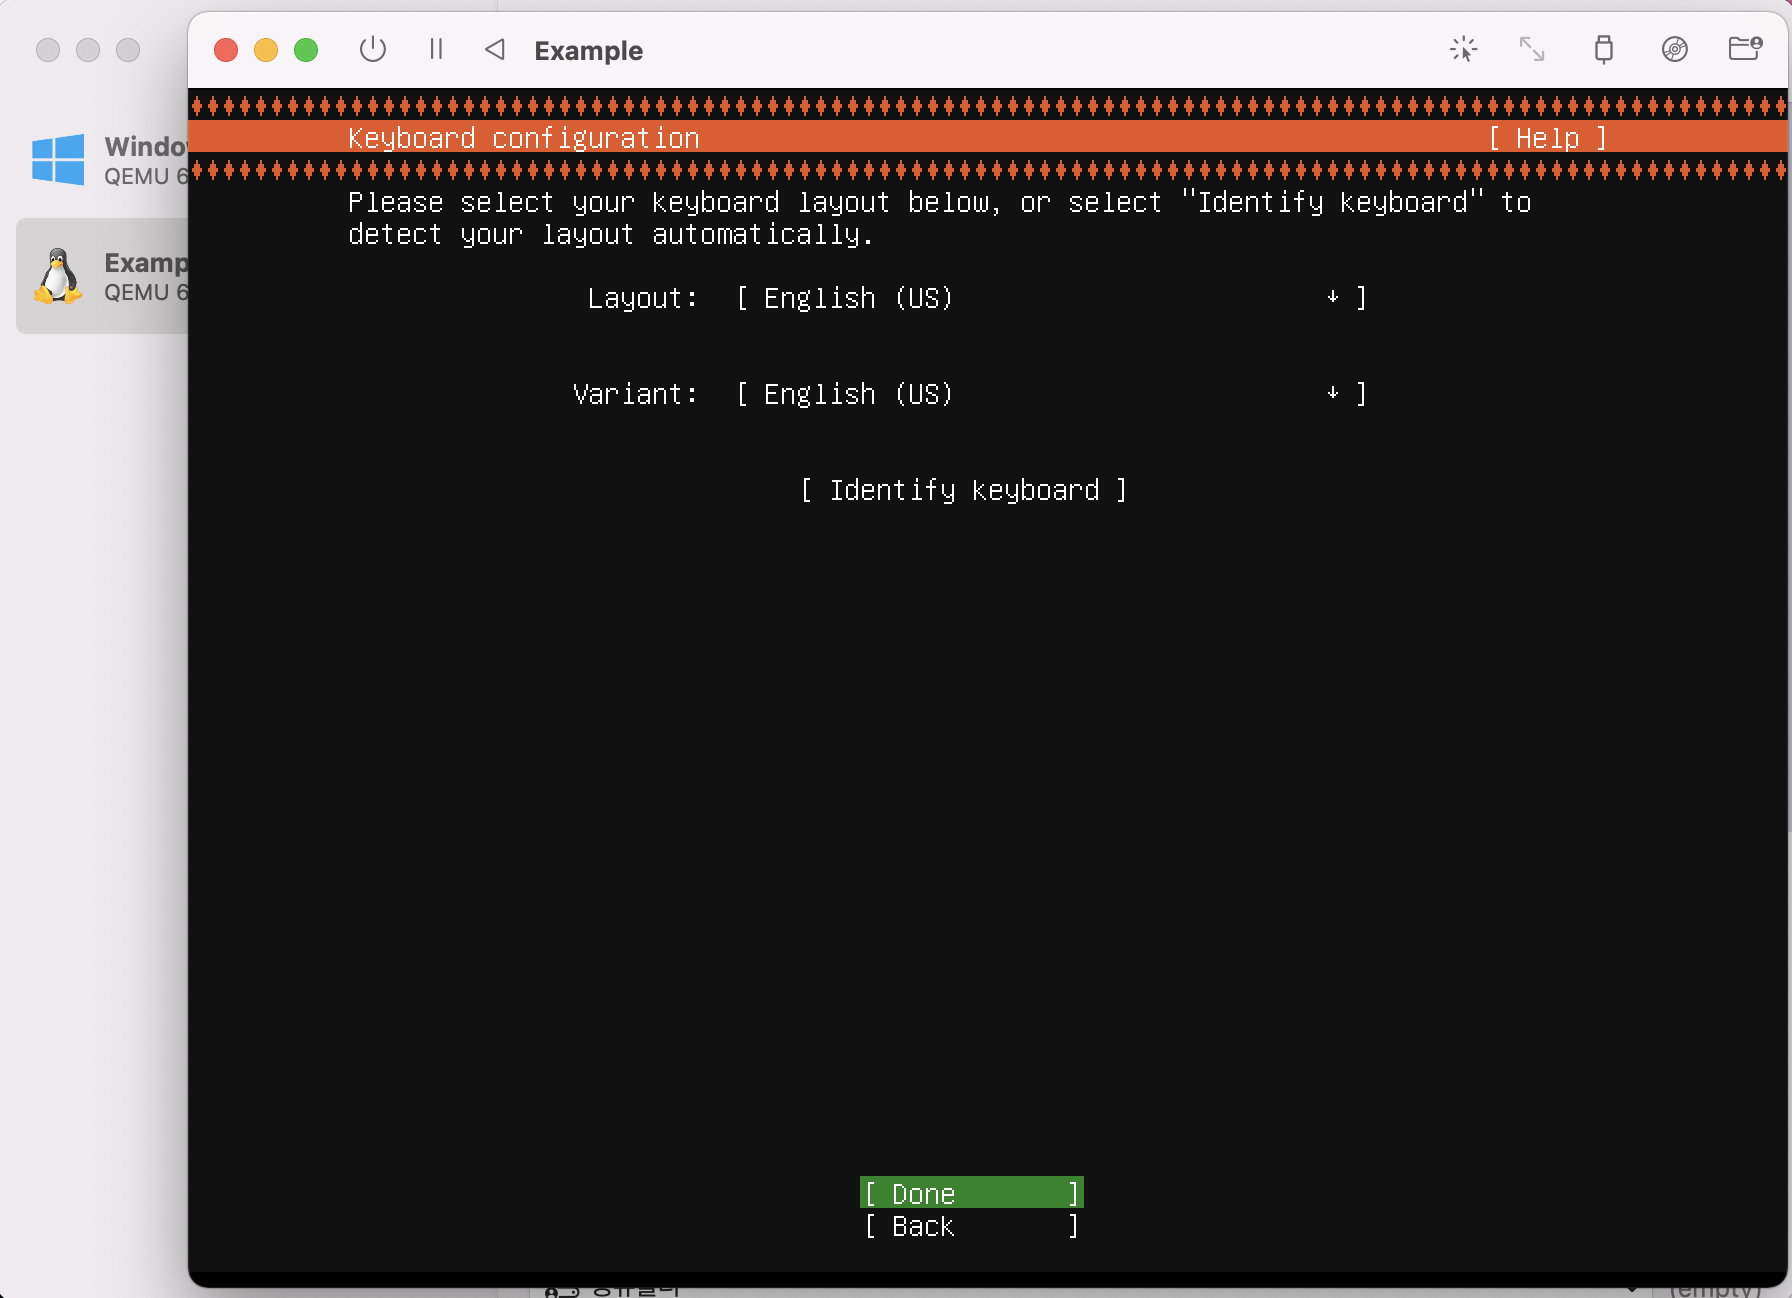 Example
Windo
QEMU 6
Examp
QEMU 6
Keyboard configuration [ Help ]
Please select your keyboard layout below, or select "Identify keyboard" to
detect your layout automatically.
Layout: [ English (US) ]
Variant: [ English (US) ]
[ Identify keyboard ]
[ Done ]
[ Back ]
(empty)